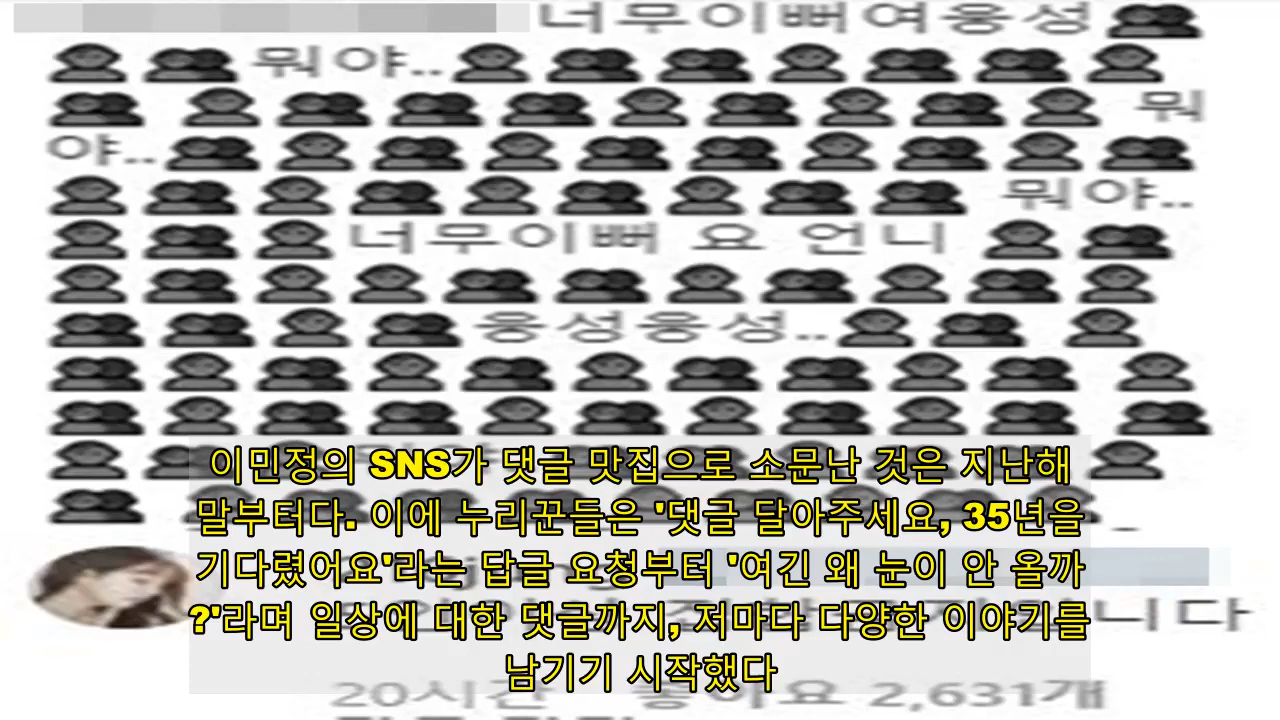 너무이뻐여웅성
뭐야..
뭐
야..
뭐야..
너무이뻐 요 언니
웅성웅성..
이민정의 SNS가 댓글 맛집으로 소문난 것은 지난해
말부터다. 이에 누리꾼들은 '댓글 달아주세요, 35년을
기다렸어요'라는 답글 요청부터 '여긴 왜 눈이 안 올까
?'라며 일상에 대한 댓글까지, 저마다 다양한 이야기를
남기기 시작했다
니다
20시간 좋아요 2,631개